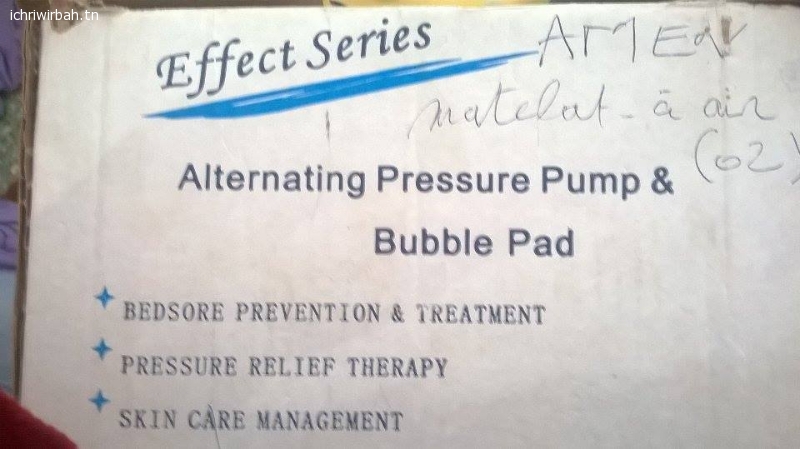 ichriwirbah.tn
Effect Series
AMEN
matelat - à air
(02)
Alternating Pressure Pump &
Bubble Pad
BEDSORE PREVENTION & TREATMENT
PRESSURE RELIEF THERAPY
SKIN CARE MANAGEMENT